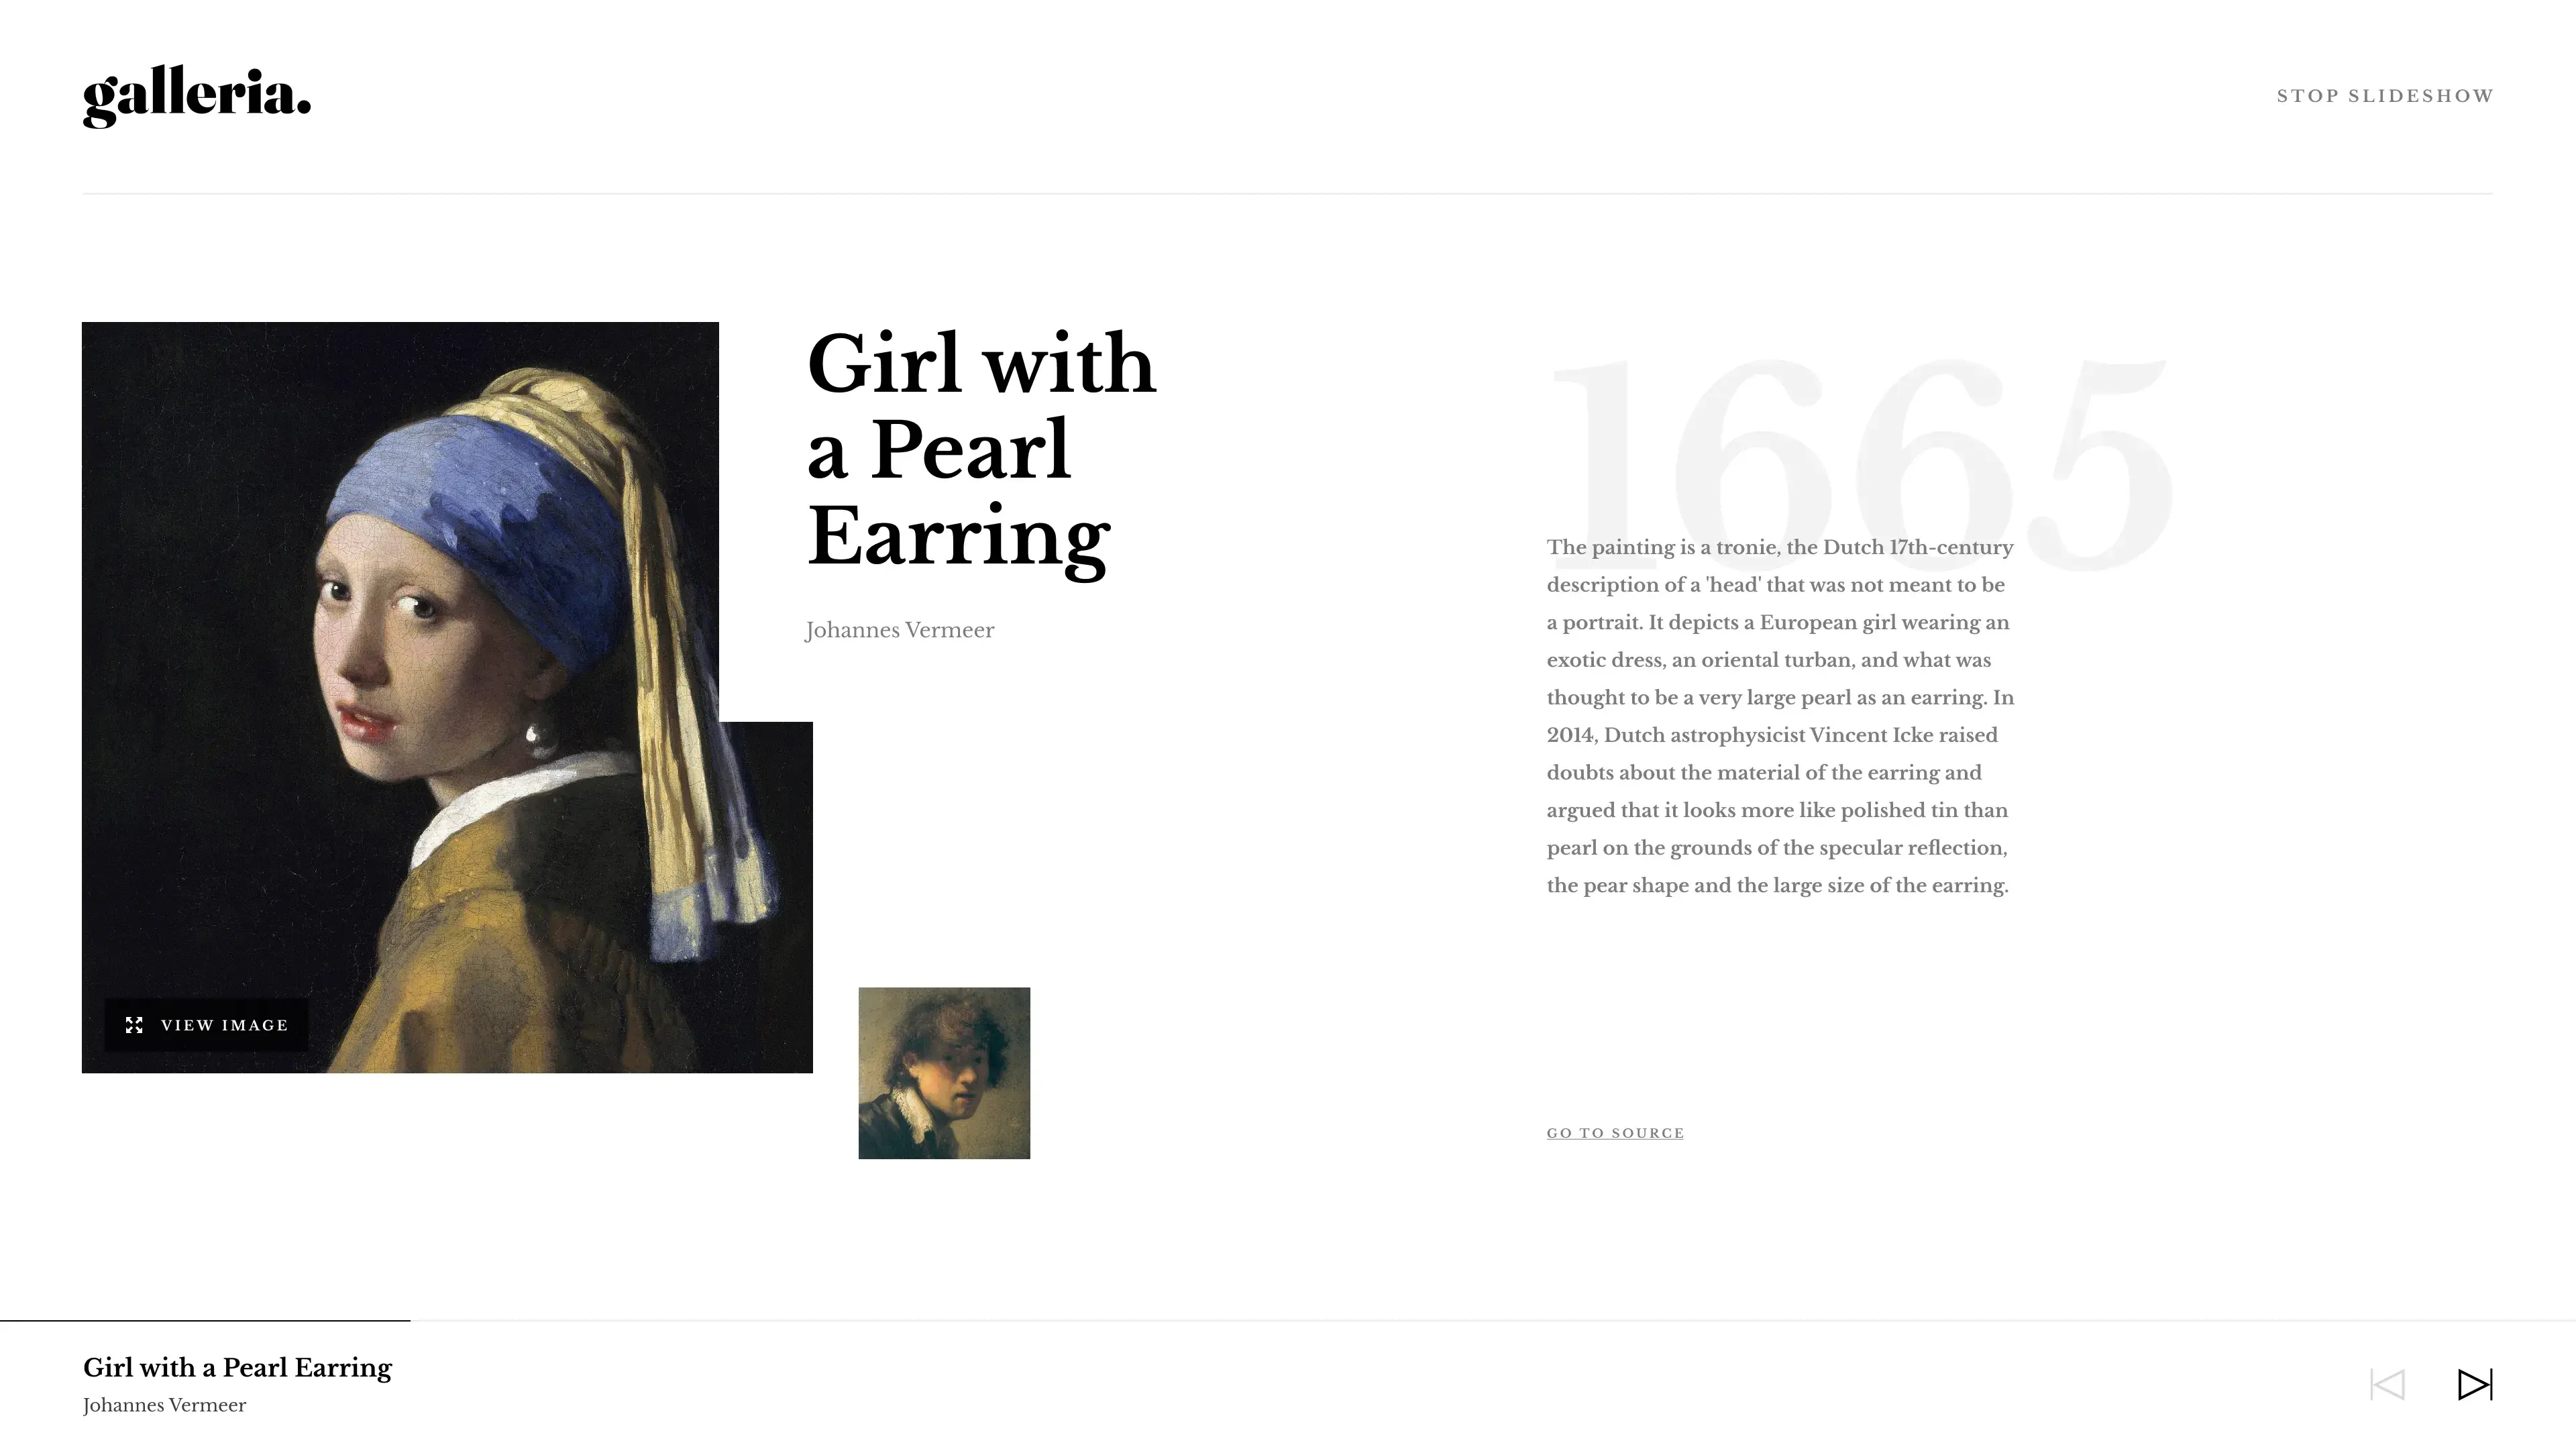 galleria.
STOP SLIDESHOW
Girl with
a Pearl
Earring
Johannes Vermeer
VIEW IMAGE
1665
The painting is a tronie, the Dutch 17th-century
description of a 'head' that was not meant to be
a portrait. It depicts a European girl wearing an
exotic dress, an oriental turban, and what was
thought to be a very large pearl as an earring. In
2014, Dutch astrophysicist Vincent Icke raised
doubts about the material of the earring and
argued that it looks more like polished tin than
pearl on the grounds of the specular reflection,
the pear shape and the large size of the earring.
GO TO SOURCE
Girl with a Pearl Earring
Johannes Vermeer